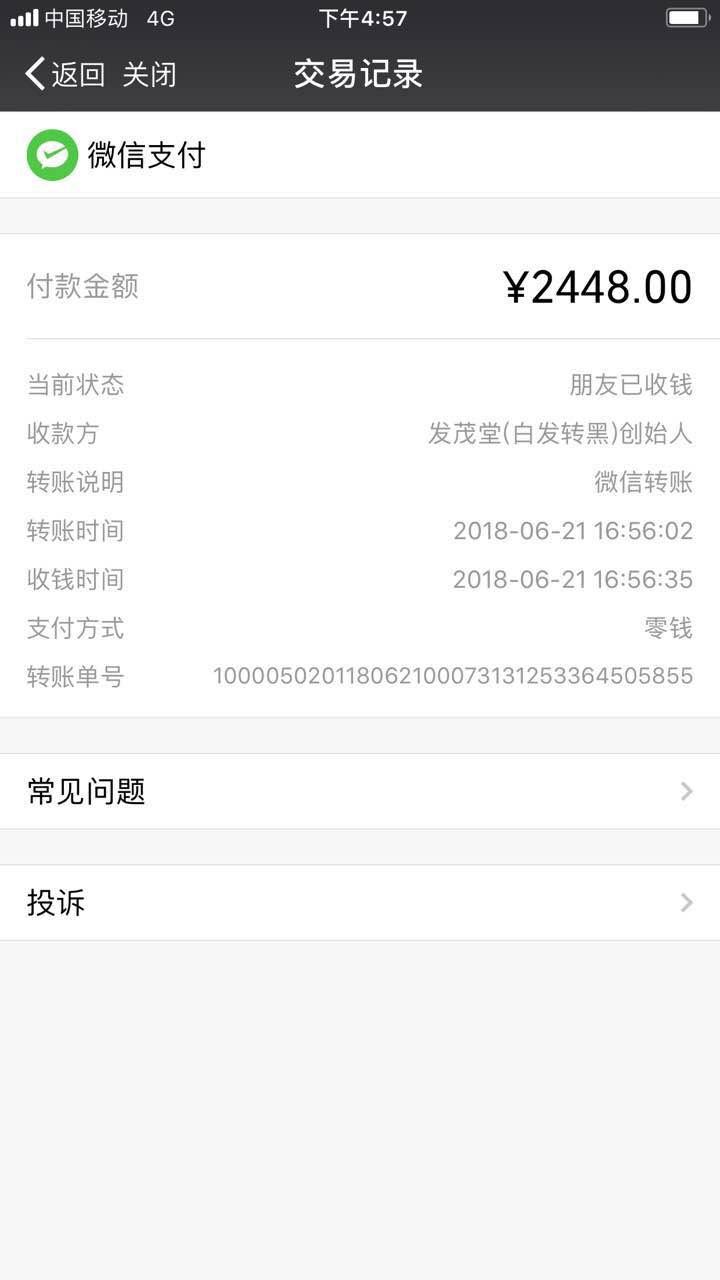 中国移动 4G 下午4:57
返回 关闭 交易记录
微信支付
付款金额 ¥2448.00
当前状态 朋友已收钱
收款方 发茂堂(白发转黑)创始人
转账说明 微信转账
转账时间 2018-06-21 16:56:02
收钱时间 2018-06-21 16:56:35
支付方式 零钱
转账单号 100005020118062100073131253364505855
常见问题
投诉